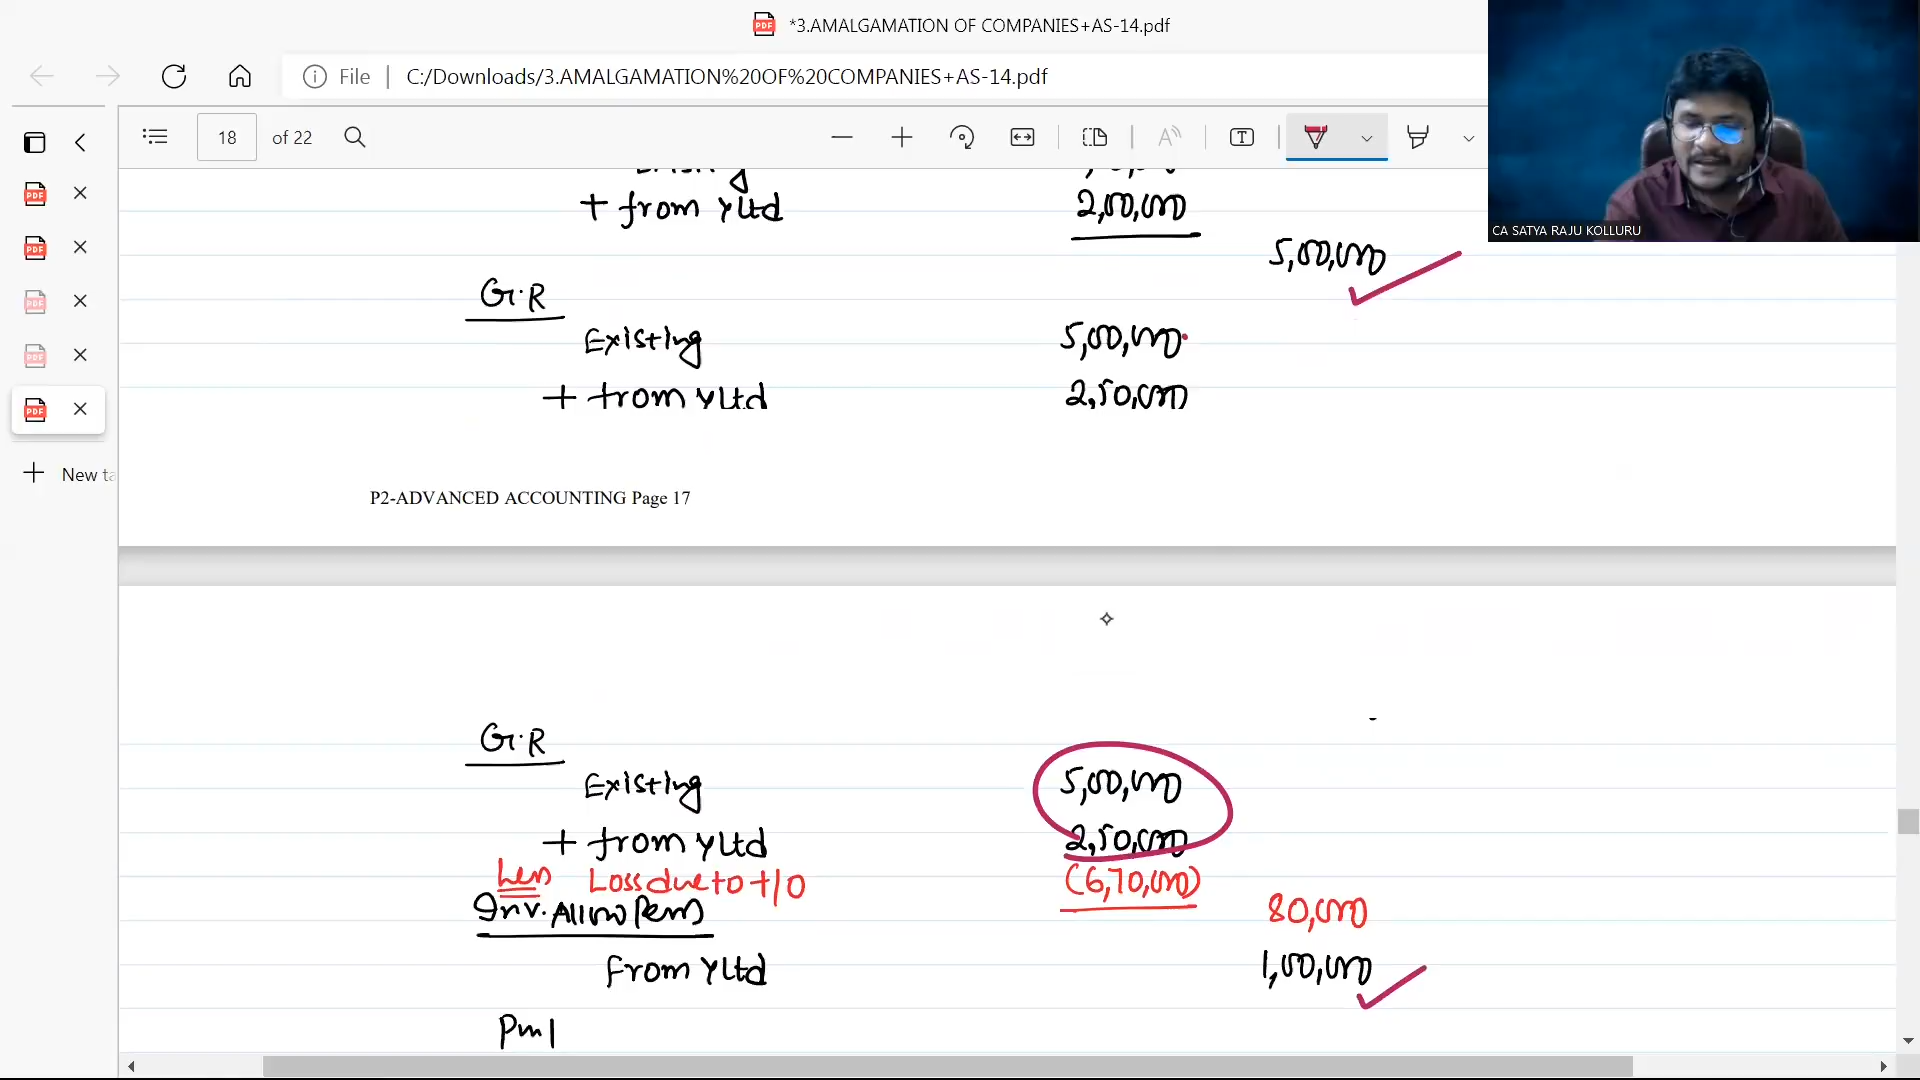 *3.AMALGAMATION OF COMPANIES+AS-14.pdf
File | C:/Downloads/3.AMALGAMATION%20OF%20COMPANIES+AS-14.pdf
18 of 22
CA SATYA RAJU KOLLURU
+ from YLtd 2,00,000
5,00,000
G.R
Existing 5,00,000
+ from YLtd 2,50,000
New ta
P2-ADVANCED ACCOUNTING Page 17
G.R
Existing 5,00,000
+ from YLtd 2,50,000
Less Loss due to t/o (6,70,000)
80,000
Inv. Allow Res
From YLtd 1,00,000